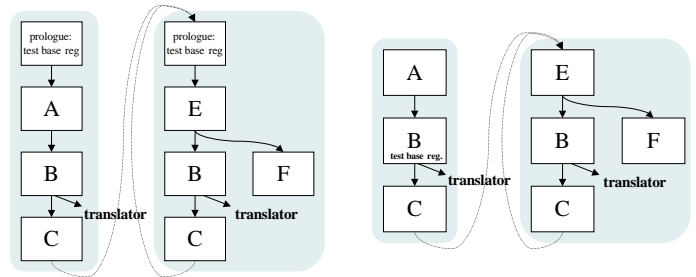 prologue:
test base reg
A
B
translator
C
prologue:
test base reg
E
B
F
translator
C
A
B
test base reg.
translator
C
E
B
F
translator
C